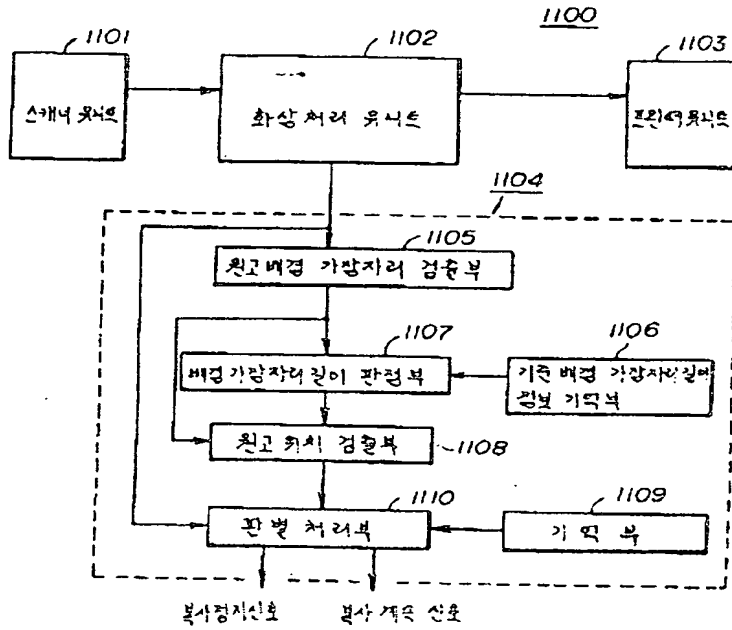 1100
1101
1102
1103
스캐너 유니트
화상처리 유니트
프린터유니트
1104
1105
원고배경 가장자리 검출부
1107
1106
배경가장자리길이 판정부
기준배경 가장자리길이
정보 기억부
원고위치 검출부
1108
1110
1109
판별 처리부
기억부
복사정지신호
복사 계속 신호